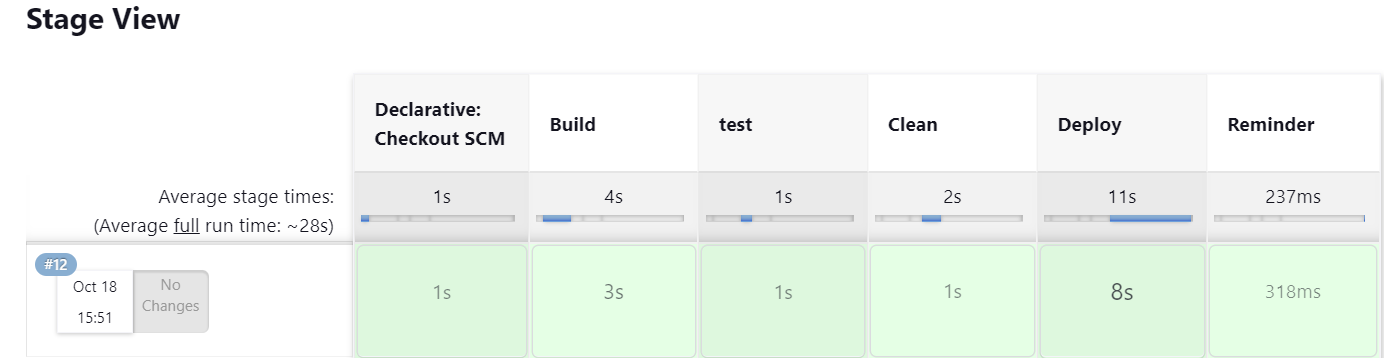 Stage View
Declarative:
Checkout SCM
Build
test
Clean
Deploy
Reminder
Average stage times:
(Average full run time: ~28s)
1s
4s
1s
2s
11s
237ms
#12
Oct 18
15:51
No
Changes
1s
3s
1s
1s
8s
318ms